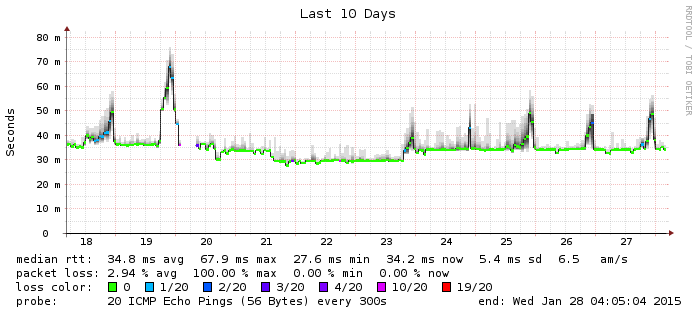 Last 10 Days
RRDTOOL / TOBI OETIKER
Seconds
80 m
70 m
60 m
50 m
40 m
30 m
20 m
10 m
0
18 19 20 21 22 23 24 25 26 27
median rtt: 34.8 ms avg 67.9 ms max 27.6 ms min 34.2 ms now 5.4 ms sd 6.5 am/s
packet loss: 2.94 % avg 100.00 % max 0.00 % min 0.00 % now
loss color: 0 1/20 2/20 3/20 4/20 10/20 19/20
probe: 20 ICMP Echo Pings (56 Bytes) every 300s end: Wed Jan 28 04:05:04 2015